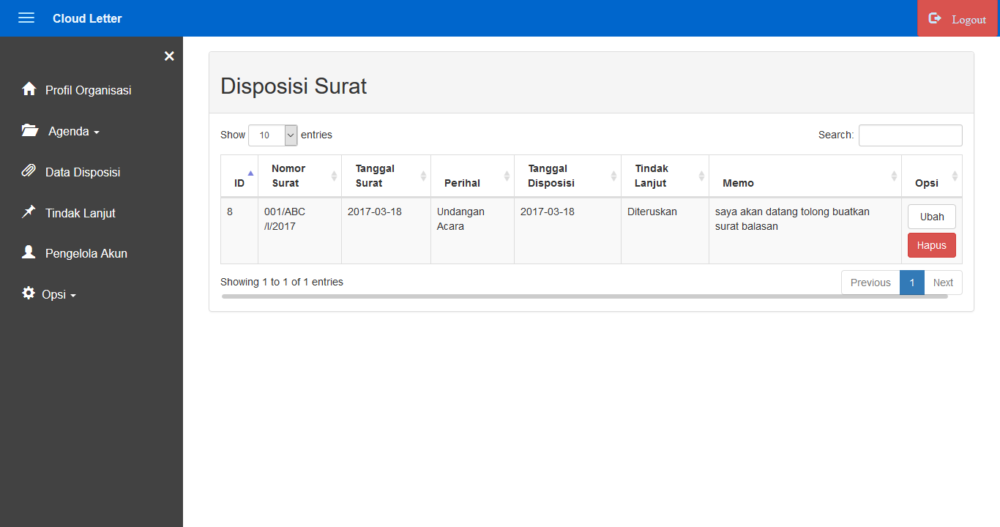 Cloud Letter
Logout
×
Profil Organisasi
Agenda
Data Disposisi
Tindak Lanjut
Pengelola Akun
Opsi
Disposisi Surat
Show 10 entries
Search:
ID
Nomor
Surat
Tanggal
Surat
Perihal
Tanggal
Disposisi
Tindak
Lanjut
Memo
Opsi
8
001/ABC
/I/2017
2017-03-18
Undangan
Acara
2017-03-18
Diteruskan
saya akan datang tolong buatkan
surat balasan
Ubah
Hapus
Showing 1 to 1 of 1 entries
Previous 1 Next